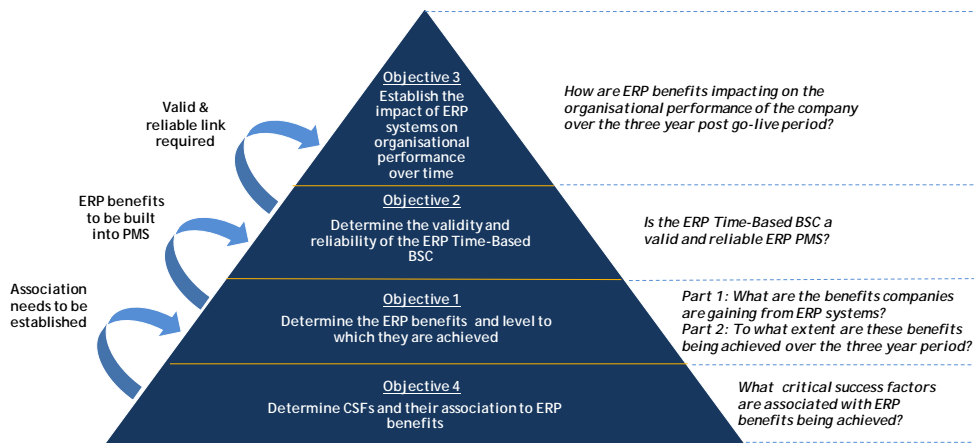 Objective 3
Establish the
impact of ERP
systems on
organisational
performance
over time
Valid &
reliable link
required
How are ERP benefits impacting on the
organisational performance of the company
over the three year post go-live period?
Objective 2
Determine the validity and
reliability of the ERP Time-Based
BSC
ERP benefits
to be built
into PMS
Is the ERP Time-Based BSC a
valid and reliable ERP PMS?
Objective 1
Determine the ERP benefits and level to
which they are achieved
Association
needs to be
established
Part 1: What are the benefits companies
are gaining from ERP systems?
Part 2: To what extent are these benefits
being achieved over the three year period?
Objective 4
Determine CSFs and their association to ERP
benefits
What critical success factors
are associated with ERP
benefits being achieved?